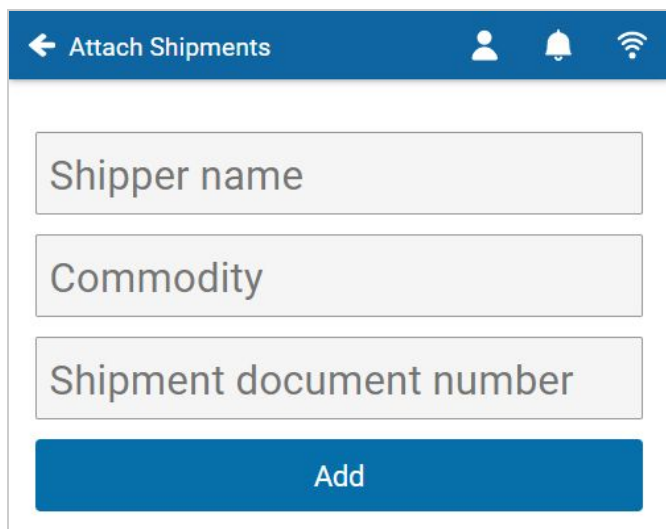 Attach Shipments
Shipper name
Commodity
Shipment document number
Add